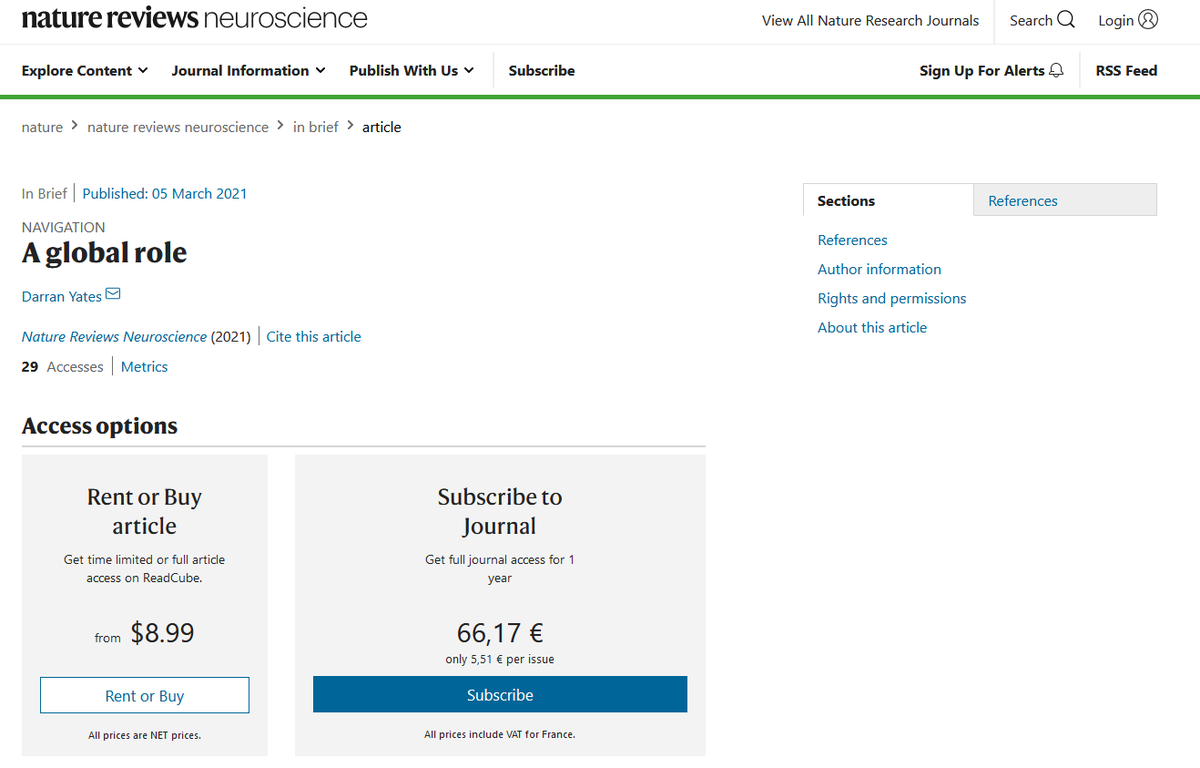 nature reviews neuroscience
View All Nature Research Journals
Search
Login
Explore Content
Journal Information
Publish With Us
Subscribe
Sign Up For Alerts
RSS Feed
nature > nature reviews neuroscience > in brief > article
In Brief | Published: 05 March 2021
NAVIGATION
A global role
Darran Yates
Nature Reviews Neuroscience (2021) | Cite this article
29 Accesses | Metrics
Sections
References
References
Author information
Rights and permissions
About this article
Access options
Rent or Buy
article
Get time limited or full article
access on ReadCube.
from $8.99
Rent or Buy
All prices are NET prices.
Subscribe to
Journal
Get full journal access for 1
year
66,17 €
only 5,51 € per issue
Subscribe
All prices include VAT for France.